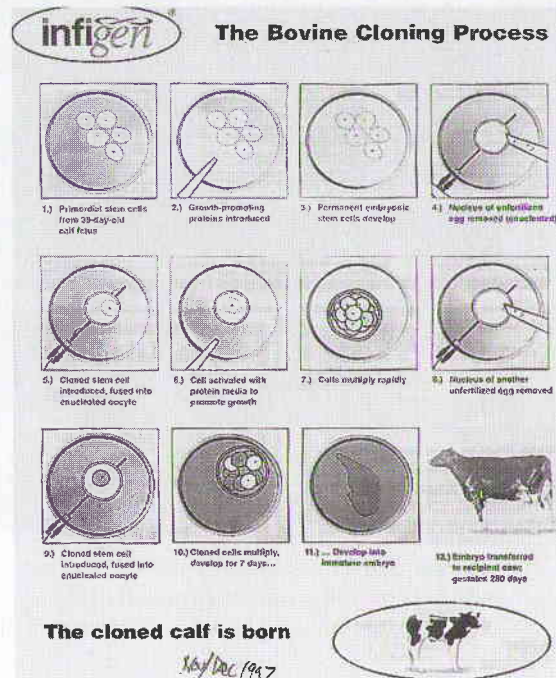 infigen®
The Bovine Cloning Process
1.) Primordial stem cells
from 39-day-old
calf fetus
2.) Growth-promoting
proteins introduced
3.) Permanent embryonic
stem cells develop
4.) Nucleus of unfertilized
egg removed (enucleated)
5.) Cloned stem cell
introduced, fused into
enucleated oocyte
6.) Cell activated with
protein media to
promote growth
7.) Cells multiply rapidly
8.) Nucleus of another
unfertilized egg removed
9.) Cloned stem cell
introduced, fused into
enucleated oocyte
10.) Cloned cells multiply,
develop for 7 days...
11.) ... Develop into
immature embryo
12.) Embryo transferred
to recipient cow;
gestates 280 days
The cloned calf is born
Nov/Dec 1997